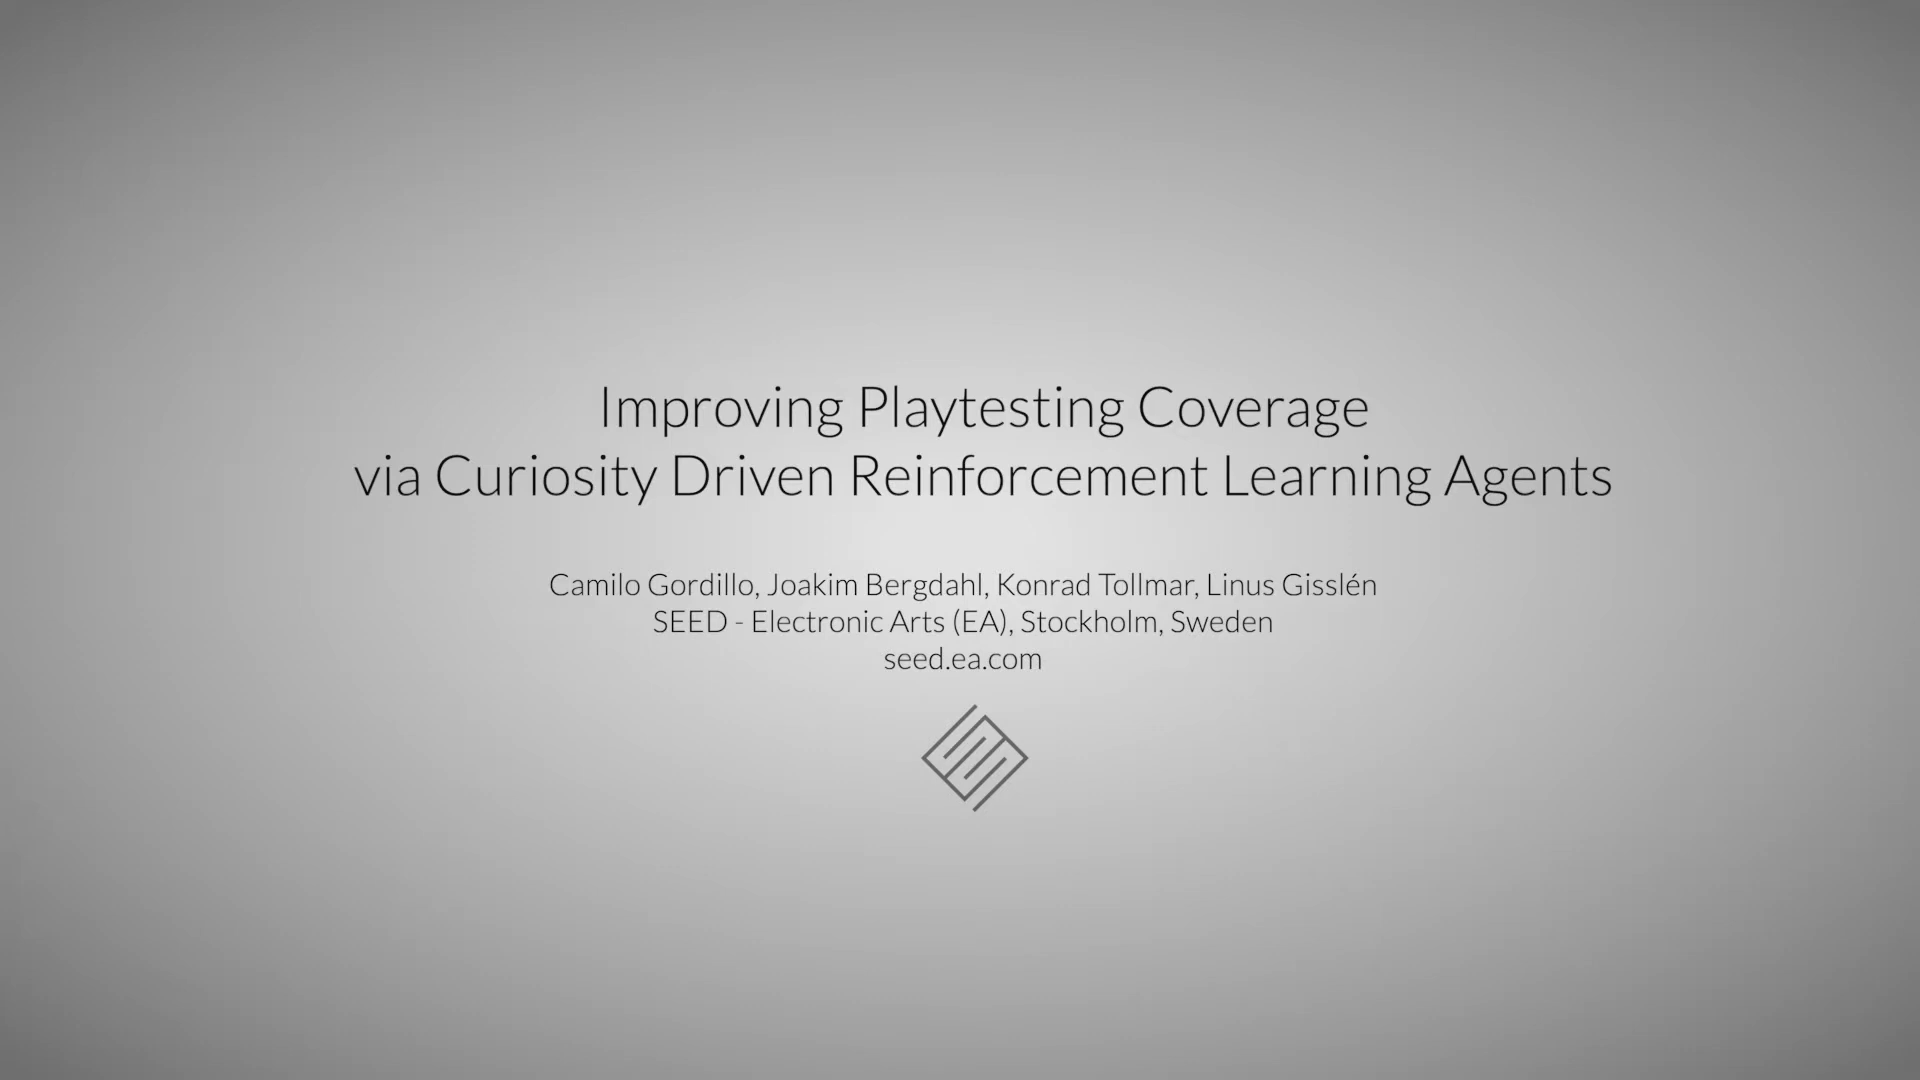 Improving Playtesting Coverage
via Curiosity Driven Reinforcement Learning Agents
Camilo Gordillo, Joakim Bergdahl, Konrad Tollmar, Linus Gisslén
SEED - Electronic Arts (EA), Stockholm, Sweden
seed.ea.com